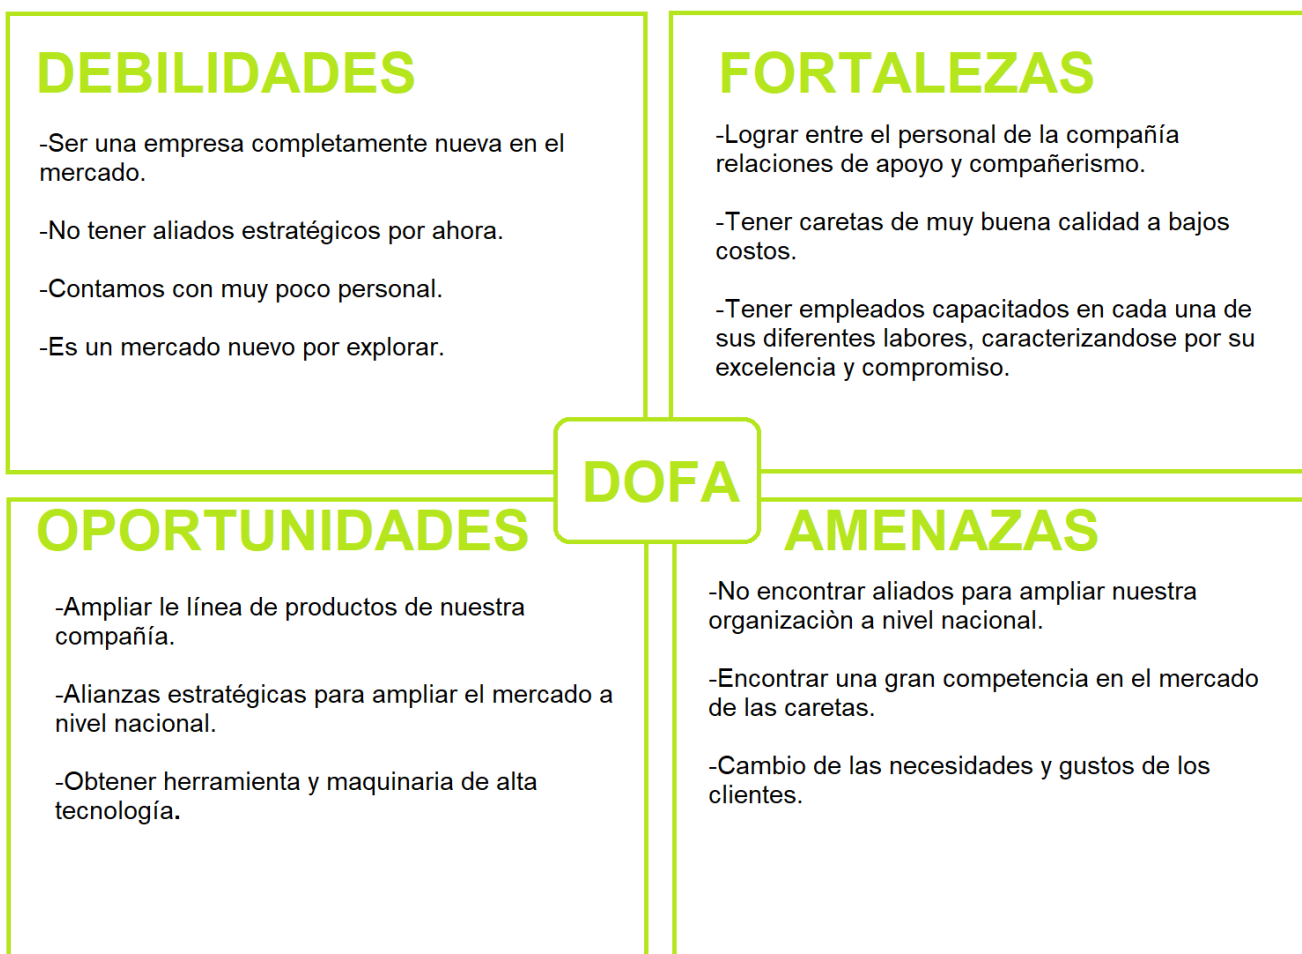 DEBILIDADES
-Ser una empresa completamente nueva en el
mercado.
-No tener aliados estratégicos por ahora.
-Contamos con muy poco personal.
-Es un mercado nuevo por explorar.
FORTALEZAS
-Lograr entre el personal de la compañía
relaciones de apoyo y compañerismo.
-Tener caretas de muy buena calidad a bajos
costos.
-Tener empleados capacitados en cada una de
sus diferentes labores, caracterizandose por su
excelencia y compromiso.
DOFA
OPORTUNIDADES
-Ampliar le línea de productos de nuestra
compañía.
-Alianzas estratégicas para ampliar el mercado a
nivel nacional.
-Obtener herramienta y maquinaria de alta
tecnología.
AMENAZAS
-No encontrar aliados para ampliar nuestra
organizaciòn a nivel nacional.
-Encontrar una gran competencia en el mercado
de las caretas.
-Cambio de las necesidades y gustos de los
clientes.